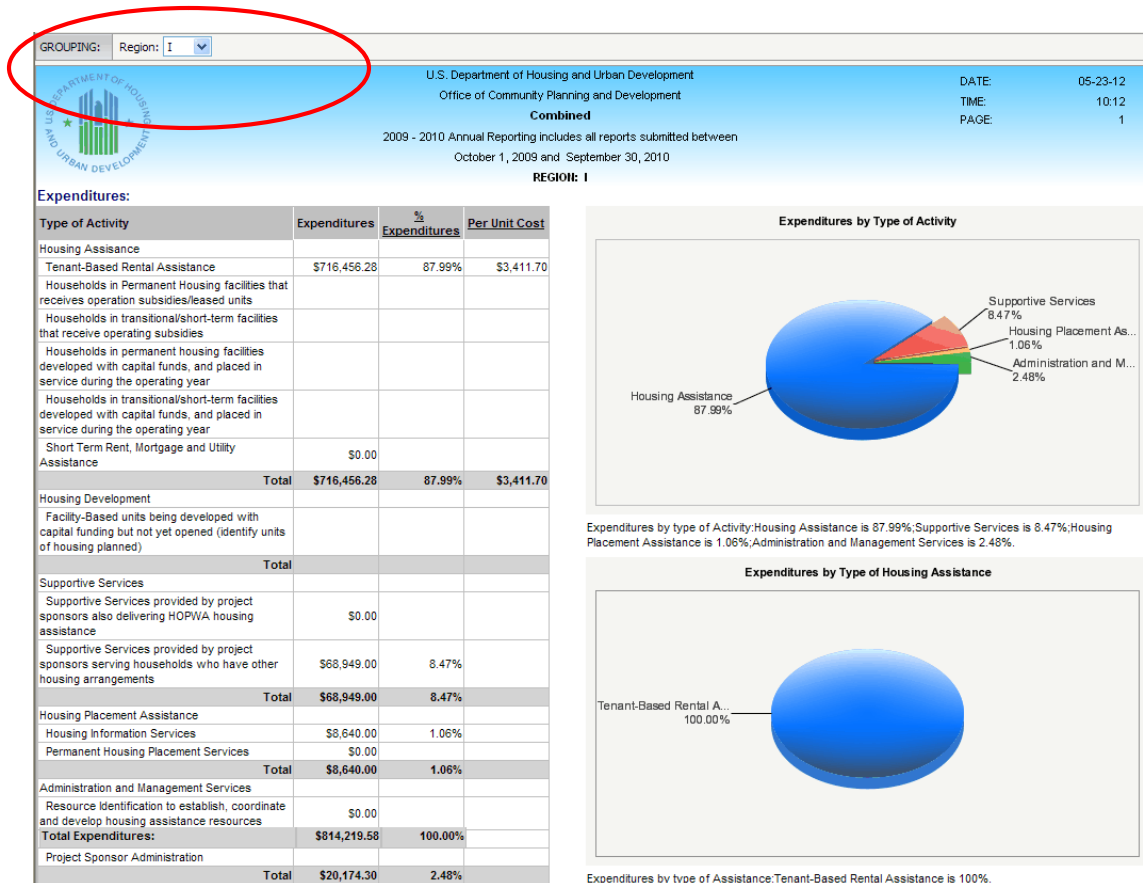 GROUPING: Region: I
U.S. DEPARTMENT OF HOUSING AND URBAN DEVELOPMENT
U.S. Department of Housing and Urban Development
Office of Community Planning and Development
Combined
2009 - 2010 Annual Reporting includes all reports submitted between
October 1, 2009 and September 30, 2010
REGION: I
DATE: 05-23-12
TIME: 10:12
PAGE: 1
Expenditures:
Type of Activity Expenditures % Expenditures Per Unit Cost
Housing Assisance
Tenant-Based Rental Assistance $716,456.28 87.99% $3,411.70
Households in Permanent Housing facilities that
receives operation subsidies/leased units
Households in transitional/short-term facilities
that receive operating subsidies
Households in permanent housing facilities
developed with capital funds, and placed in
service during the operating year
Households in transitional/short-term facilities
developed with capital funds, and placed in
service during the operating year
Short Term Rent, Mortgage and Utility
Assistance $0.00
Total $716,456.28 87.99% $3,411.70
Housing Development
Facility-Based units being developed with
capital funding but not yet opened (identify units
of housing planned)
Total
Supportive Services
Supportive Services provided by project
sponsors also delivering HOPWA housing
assistance $0.00
Supportive Services provided by project
sponsors serving households who have other
housing arrangements $68,949.00 8.47%
Total $68,949.00 8.47%
Housing Placement Assistance
Housing Information Services $8,640.00 1.06%
Permanent Housing Placement Services $0.00
Total $8,640.00 1.06%
Administration and Management Services
Resource Identification to establish, coordinate
and develop housing assistance resources $0.00
Total Expenditures: $814,219.58 100.00%
Project Sponsor Administration
Total $20,174.30 2.48%
Expenditures by Type of Activity
Supportive Services
8.47%
Housing Placement As...
1.06%
Administration and M...
2.48%
Housing Assistance
87.99%
Expenditures by type of Activity:Housing Assistance is 87.99%;Supportive Services is 8.47%;Housing
Placement Assistance is 1.06%;Administration and Management Services is 2.48%.
Expenditures by Type of Housing Assistance
Tenant-Based Rental A...
100.00%
Expenditures by type of Assistance:Tenant-Based Rental Assistance is 100%.